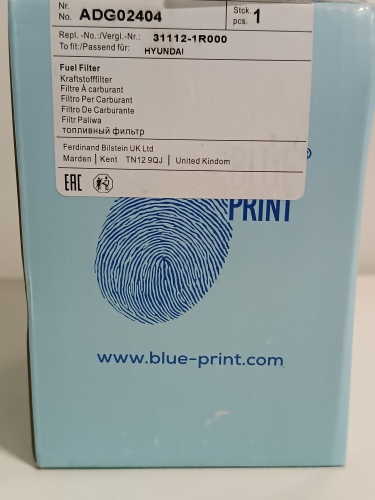 Nr.
No. ADG02404
Stck.
pcs. 1
Repl. -No.:/Vergl.-Nr.: 31112-1R000
To fit:/Passend für: HYUNDAI
Fuel Filter
Kraftstofffilter
Filtre À carburant
Filtro Per Carburant
Filtro De Carburante
Filtr Paliwa
топливный фильтр
Ferdinand Bilstein UK Ltd
Marden | Kent TN12 9QJ | United Kindom
EAC
BLUE®
PRINT
www.blue-print.com